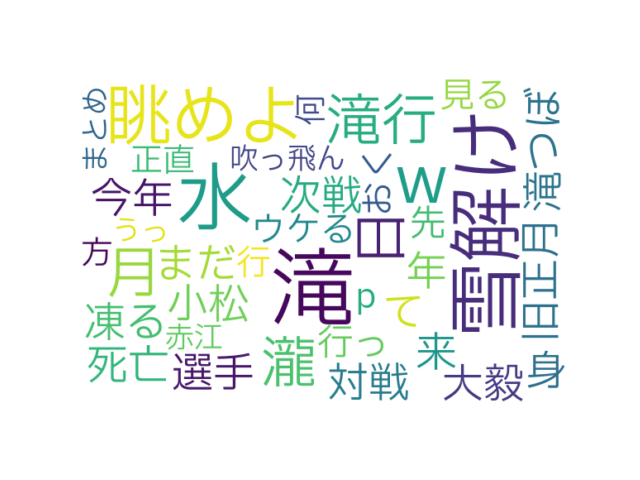 まとめ
眺めよ
何
滝行
見る
滝つぼ
正直
吹っ飛ん
く
雪解け
今年
水
次戦
w
お
ウケる
日
先
旧正月
方
うっ
月
まだ
行
滝
年
小松
p
て
凍る
赤江
瀧
行っ
来
身
死亡
選手
対戦
大毅